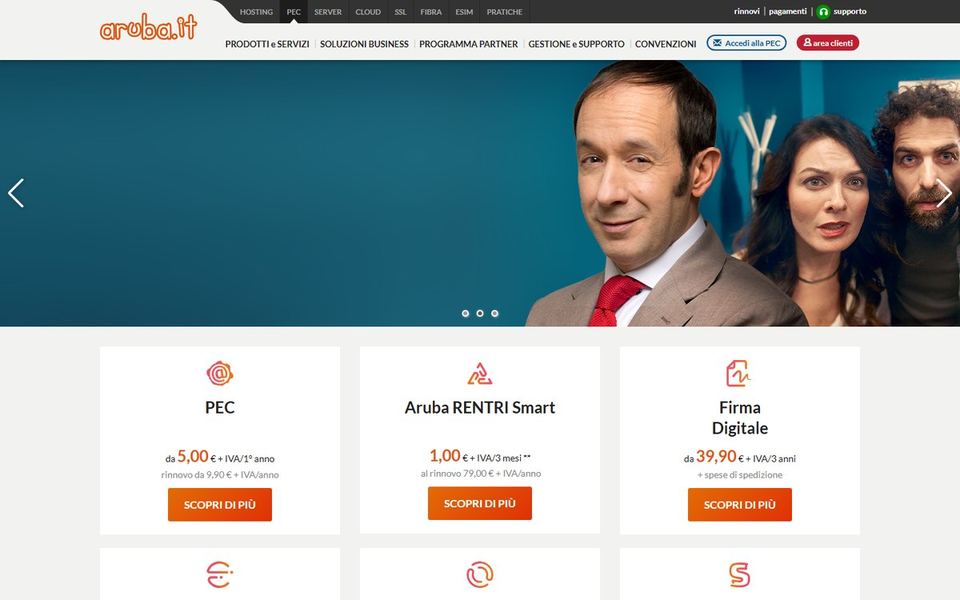 HOSTING PEC SERVER CLOUD SSL FIBRA ESIM PRATICHE rinnovi pagamenti supporto
aruba.it
PRODOTTI e SERVIZI SOLUZIONI BUSINESS PROGRAMMA PARTNER GESTIONE e SUPPORTO CONVENZIONI Accedi alla PEC area clienti
PEC
da 5,00 € + IVA/1° anno
rinnovo da 9,90 € + IVA/anno
SCOPRI DI PIÙ
Aruba RENTRI Smart
1,00 € + IVA/3 mesi **
al rinnovo 79,00 € + IVA/anno
SCOPRI DI PIÙ
Firma
Digitale
da 39,90 € + IVA/3 anni
+ spese di spedizione
SCOPRI DI PIÙ